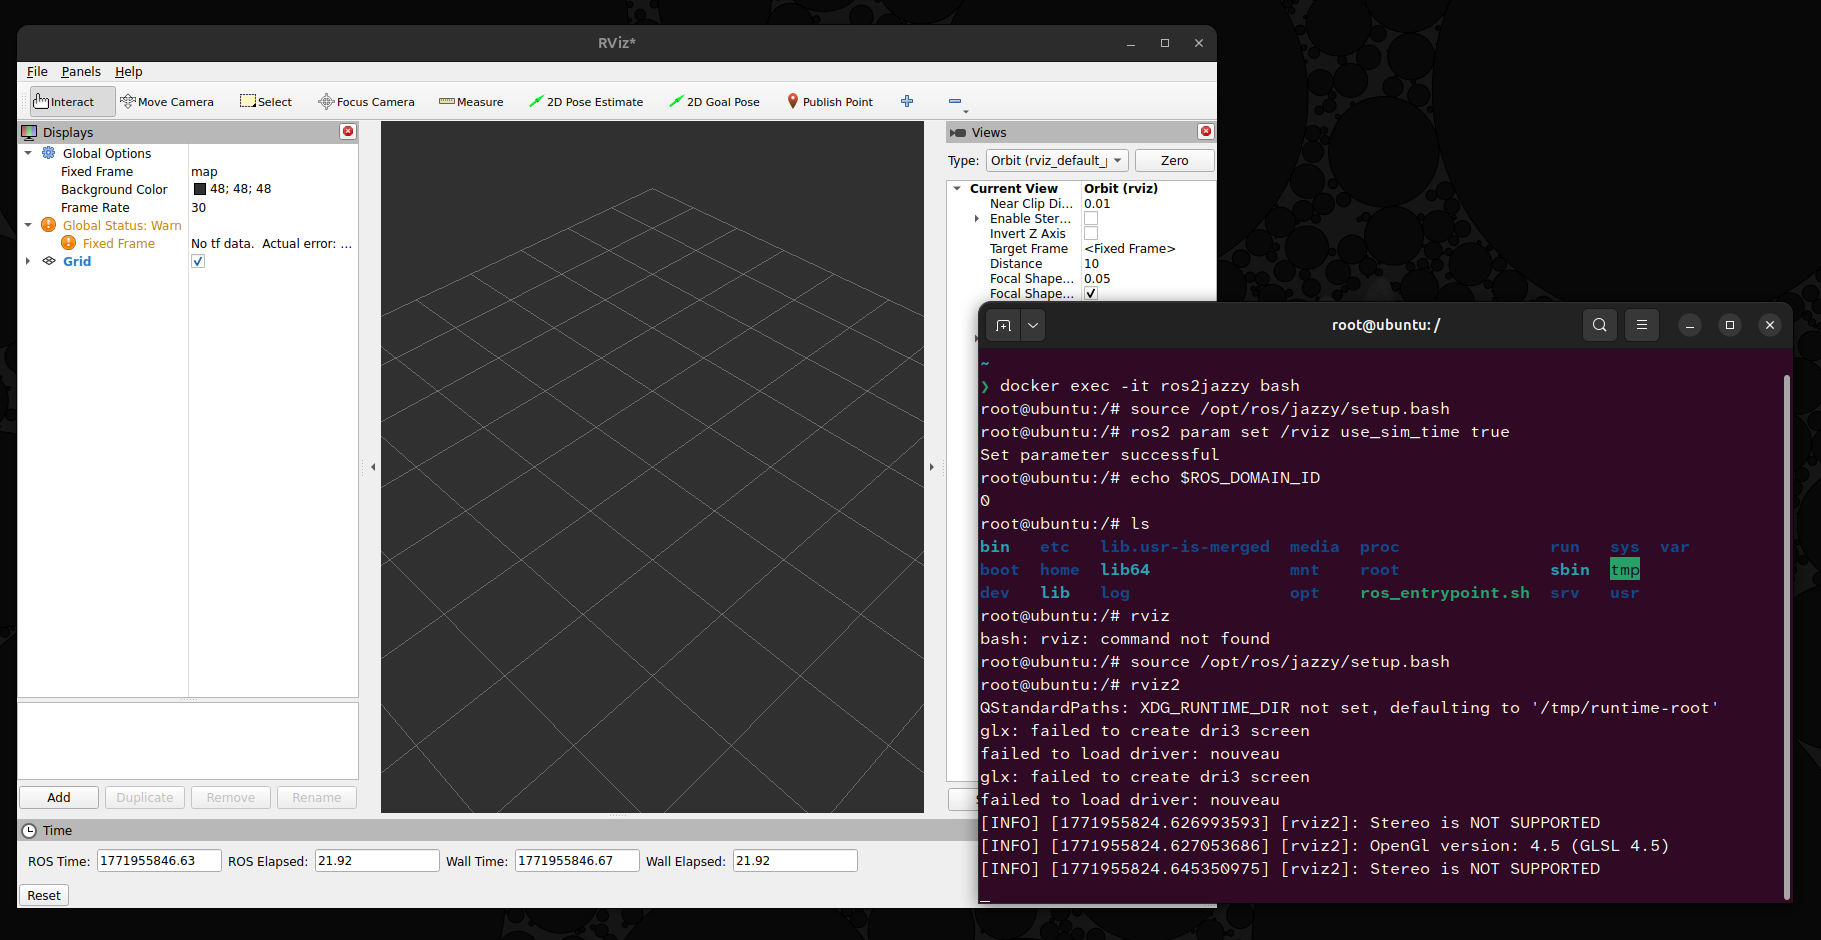 RViz*
File Panels Help
Interact Move Camera Select Focus Camera Measure 2D Pose Estimate 2D Goal Pose Publish Point
Displays
Global Options
Fixed Frame map
Background Color 48; 48; 48
Frame Rate 30
Global Status: Warn
Fixed Frame No tf data. Actual error: ...
Grid
Add Duplicate Remove Rename
Views
Type: Orbit (rviz_default_ Zero
Current View Orbit (rviz)
Near Clip Di... 0.01
Enable Ster...
Invert Z Axis
Target Frame <Fixed Frame>
Distance 10
Focal Shape... 0.05
Focal Shape...
Time
ROS Time: 1771955846.63 ROS Elapsed: 21.92 Wall Time: 1771955846.67 Wall Elapsed: 21.92
Reset
root@ubuntu: /
~
❯ docker exec -it ros2jazzy bash
root@ubuntu:/# source /opt/ros/jazzy/setup.bash
root@ubuntu:/# ros2 param set /rviz use_sim_time true
Set parameter successful
root@ubuntu:/# echo $ROS_DOMAIN_ID
0
root@ubuntu:/# ls
bin etc lib.usr-is-merged media proc run sys var
boot home lib64 mnt root sbin tmp
dev lib log opt ros_entrypoint.sh srv usr
root@ubuntu:/# rviz
bash: rviz: command not found
root@ubuntu:/# source /opt/ros/jazzy/setup.bash
root@ubuntu:/# rviz2
QStandardPaths: XDG_RUNTIME_DIR not set, defaulting to '/tmp/runtime-root'
glx: failed to create dri3 screen
failed to load driver: nouveau
glx: failed to create dri3 screen
failed to load driver: nouveau
[INFO] [1771955824.626993593] [rviz2]: Stereo is NOT SUPPORTED
[INFO] [1771955824.627053686] [rviz2]: OpenGl version: 4.5 (GLSL 4.5)
[INFO] [1771955824.645350975] [rviz2]: Stereo is NOT SUPPORTED